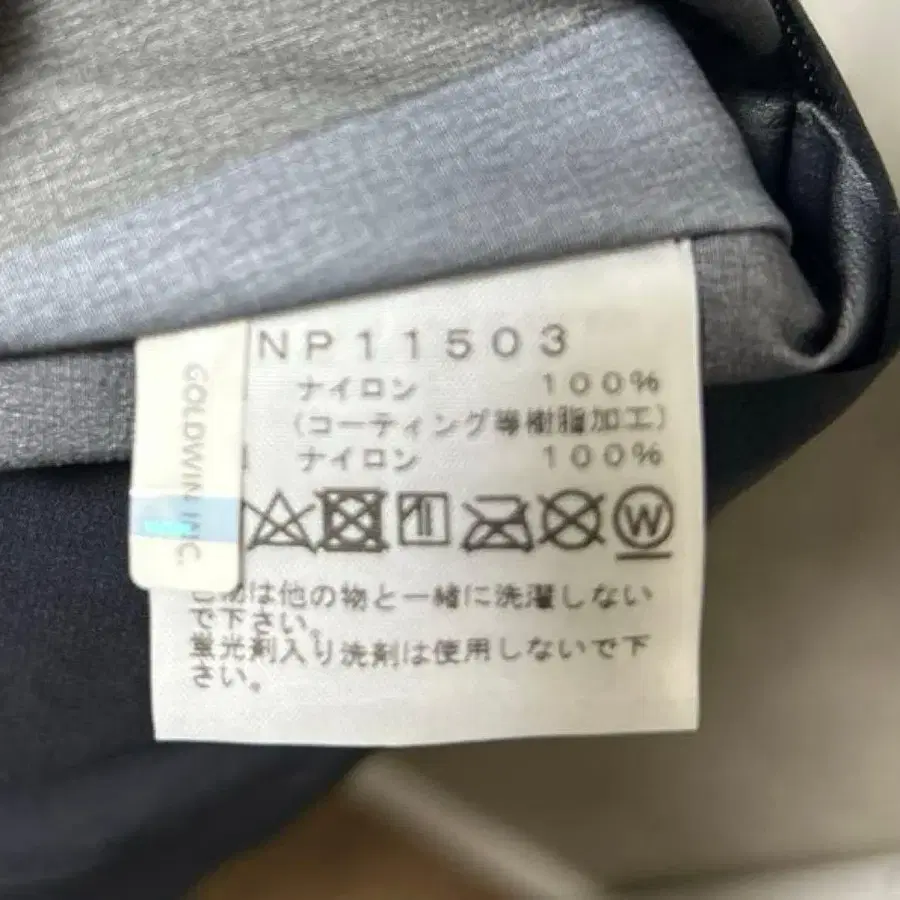 NP11503
ナイロン 100%
(コーティング等樹脂加工)
ナイロン 100%
W
物は他の物と一緒に洗濯しない
で下さい。
蛍光剤入り洗剤は使用しないで下
さい。
GOLDWIN INC.